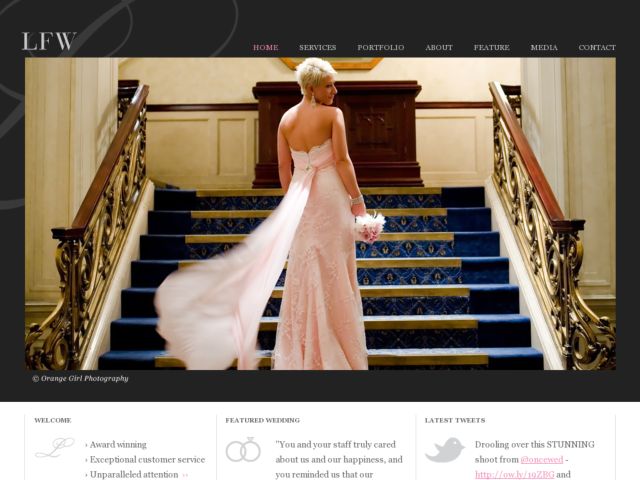 LFW
HOME SERVICES PORTFOLIO ABOUT FEATURE MEDIA CONTACT
© Orange Girl Photography
WELCOME
› Award winning
› Exceptional customer service
› Unparalleled attention ››
FEATURED WEDDING
"You and your staff truly cared
about us and our happiness, and
you reminded us that our
LATEST TWEETS
Drooling over this STUNNING
shoot from @oncewed -
http://ow.ly/19ZBG and